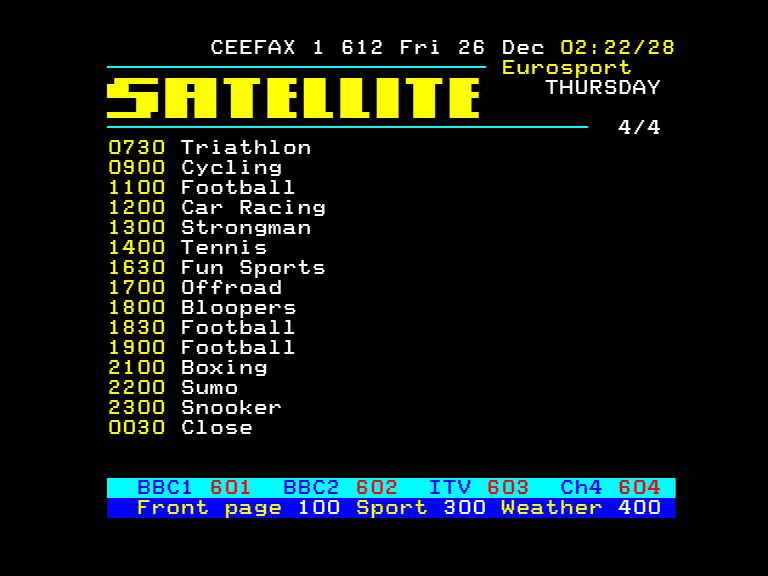 CEEFAX 1 612 Fri 26 Dec 02:22/28
Eurosport
SATELLITE
THURSDAY
4/4
0730 Triathlon
0900 Cycling
1100 Football
1200 Car Racing
1300 Strongman
1400 Tennis
1630 Fun Sports
1700 Offroad
1800 Bloopers
1830 Football
1900 Football
2100 Boxing
2200 Sumo
2300 Snooker
0030 Close
BBC1 601 BBC2 602 ITV 603 Ch4 604
Front page 100 Sport 300 Weather 400